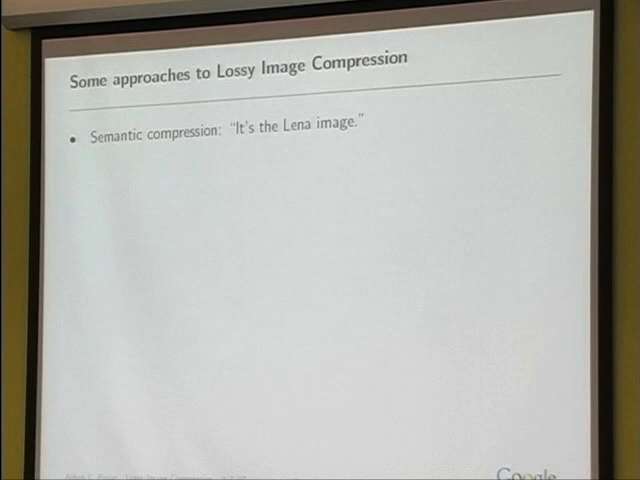 Some approaches to Lossy Image Compression
• Semantic compression: "It's the Lena image."
Google